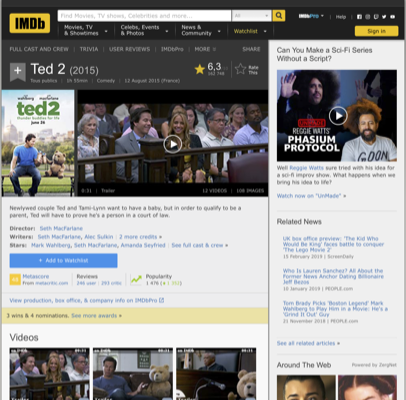 IMDb
Find Movies, TV shows, Celebrities and more...
All
IMDbPro
Help
Movies, TV
& Showtimes
Celebs, Events
& Photos
News &
Community
Watchlist
Sign in
FULL CAST AND CREW | TRIVIA | USER REVIEWS | IMDbPro | MORE
SHARE
Ted 2 (2015)
6,3
Rate
This
Tous publics | 1h 55min | Comedy | 12 August 2015 (France)
wahlberg macfarlane
ted2
June 26
0:31 | Trailer
12 VIDEOS | 108 IMAGES
Newlywed couple Ted and Tami-Lynn want to have a baby, but in order to qualify to be a
parent, Ted will have to prove he's a person in a court of law.
Director: Seth MacFarlane
Writers: Seth MacFarlane, Alec Sulkin | 2 more credits »
Stars: Mark Wahlberg, Seth MacFarlane, Amanda Seyfried | See full cast & crew »
+ Add to Watchlist
Metascore
From metacritic.com
Reviews
246 user | 293 critic
Popularity
View production, box office, & company info on IMDbPro
3 wins & 4 nominations. See more awards »
Videos
Can You Make a Sci-Fi Series
Without a Script?
REGGIE WATTS'
PHASIUM
PROTOCOL
Well Reggie Watts sure tried with his idea for
a sci-fi improv show. What happens when we
bring his idea to life?
Watch now on "UnMade" »
Related News
UK box office preview: 'The Kid Who
Would Be King' faces battle to conquer
'The Lego Movie 2'
15 February 2019 | ScreenDaily
Who Is Lauren Sanchez? All About the
Former News Anchor Dating Billionaire
Jeff Bezos
10 January 2019 | PEOPLE.com
Tom Brady Picks 'Boston Legend' Mark
Wahlberg to Play Him in a Movie: He's a
'Grind It Out' Guy
21 November 2018 | PEOPLE.com
See all related articles »
Around The Web
Powered by ZergNet